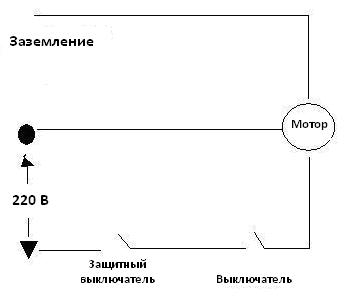 Заземление
Мотор
220 В
Защитный
выключатель
Выключатель